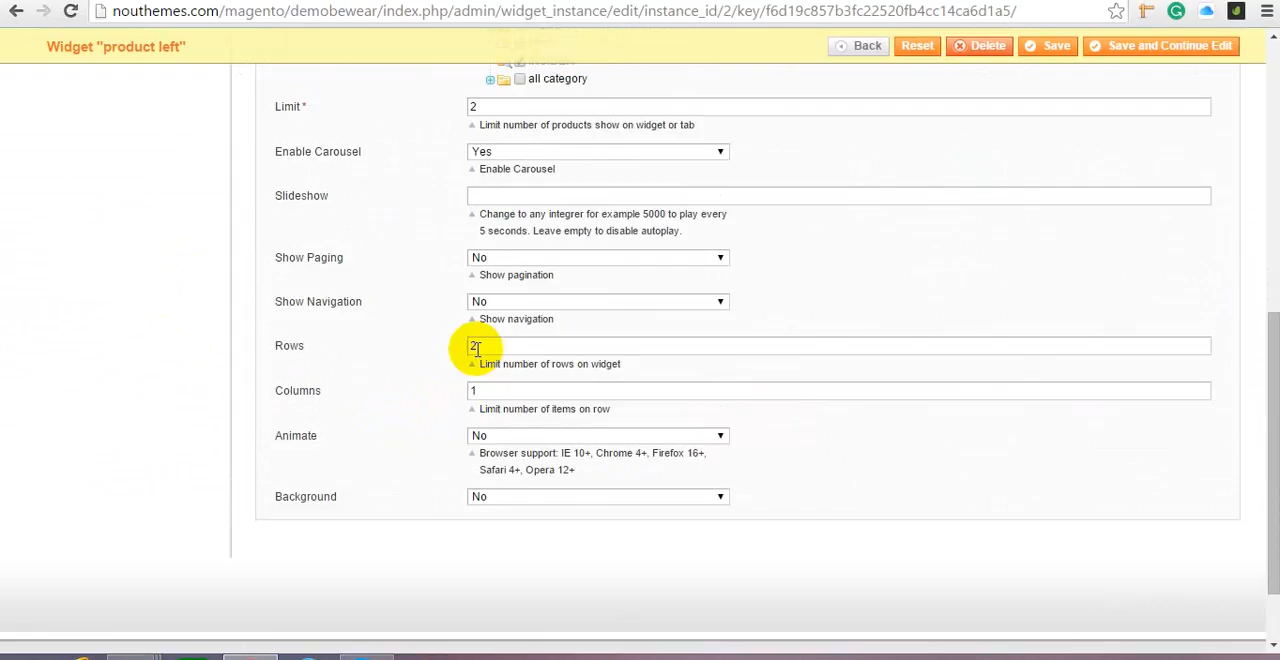 nouthemes.com/magento/demobewear/index.php/admin/widget_instance/edit/instance_id/2/key/f6d19c857b3fc22520fb4cc14ca6d1a5/
Widget "product left"
Back Reset Delete Save Save and Continue Edit
all category
Limit * 2
Limit number of products show on widget or tab
Enable Carousel Yes
Enable Carousel
Slideshow
Change to any integrer for example 5000 to play every
5 seconds. Leave empty to disable autoplay.
Show Paging No
Show pagination
Show Navigation No
Show navigation
Rows 2
Limit number of rows on widget
Columns 1
Limit number of items on row
Animate No
Browser support: IE 10+, Chrome 4+, Firefox 16+,
Safari 4+, Opera 12+
Background No